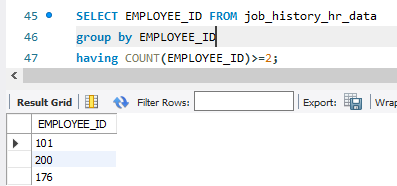 45 SELECT EMPLOYEE_ID FROM job_history_hr_data
46 group by EMPLOYEE_ID
47 having COUNT(EMPLOYEE_ID)>=2;
Result Grid Filter Rows: Export: Wrap
EMPLOYEE_ID
101
200
176